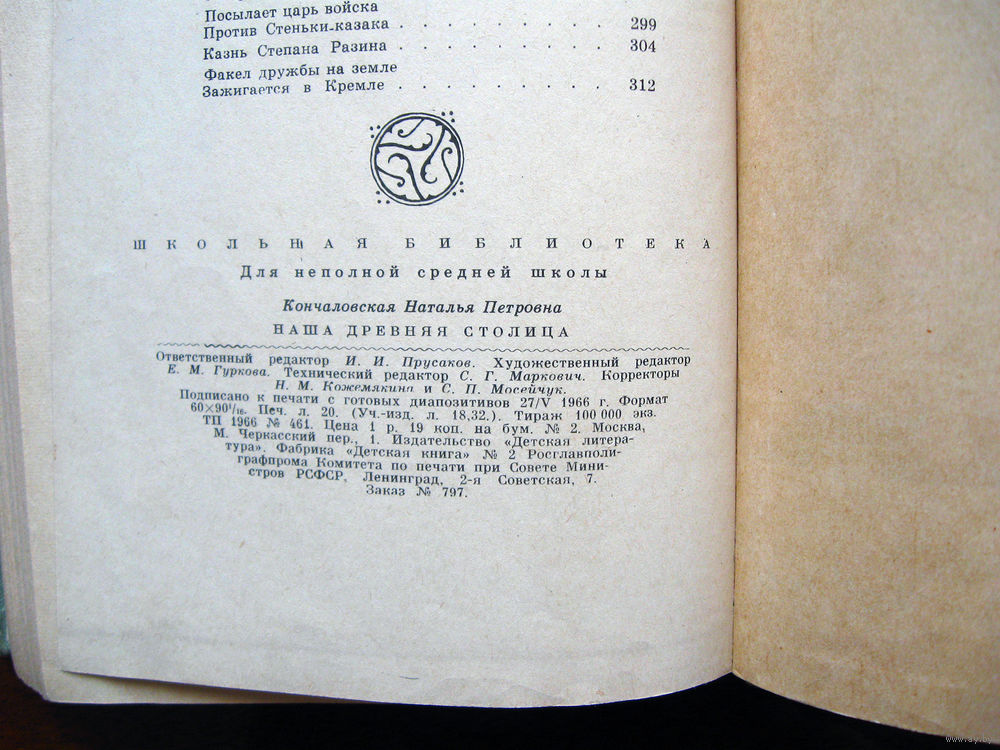 Посылает царь войска
Против Стеньки-казака . . . . . . . . . 299
Казнь Степана Разина . . . . . . . . . 304
Факел дружбы на земле
Зажигается в Кремле . . . . . . . . . 312
ШКОЛЬНАЯ БИБЛИОТЕКА
Для неполной средней школы
Кончаловская Наталья Петровна
НАША ДРЕВНЯЯ СТОЛИЦА
Ответственный редактор И. И. Прусаков. Художественный редактор
Е. М. Гуркова. Технический редактор С. Г. Маркович. Корректоры
Н. М. Кожемякина и С. П. Мосейчук.
Подписано к печати с готовых диапозитивов 27/V 1966 г. Формат
60×90¹/₁₆. Печ. л. 20. (Уч.-изд. л. 18,32.). Тираж 100 000 экз.
ТП 1966 № 461. Цена 1 р. 19 коп. на бум. № 2. Москва,
М. Черкасский пер., 1. Издательство «Детская литера-
тура». Фабрика «Детская книга» № 2 Росглавполи-
графпрома Комитета по печати при Совете Мини-
стров РСФСР, Ленинград, 2-я Советская, 7.
Заказ № 797.
www.ay.by